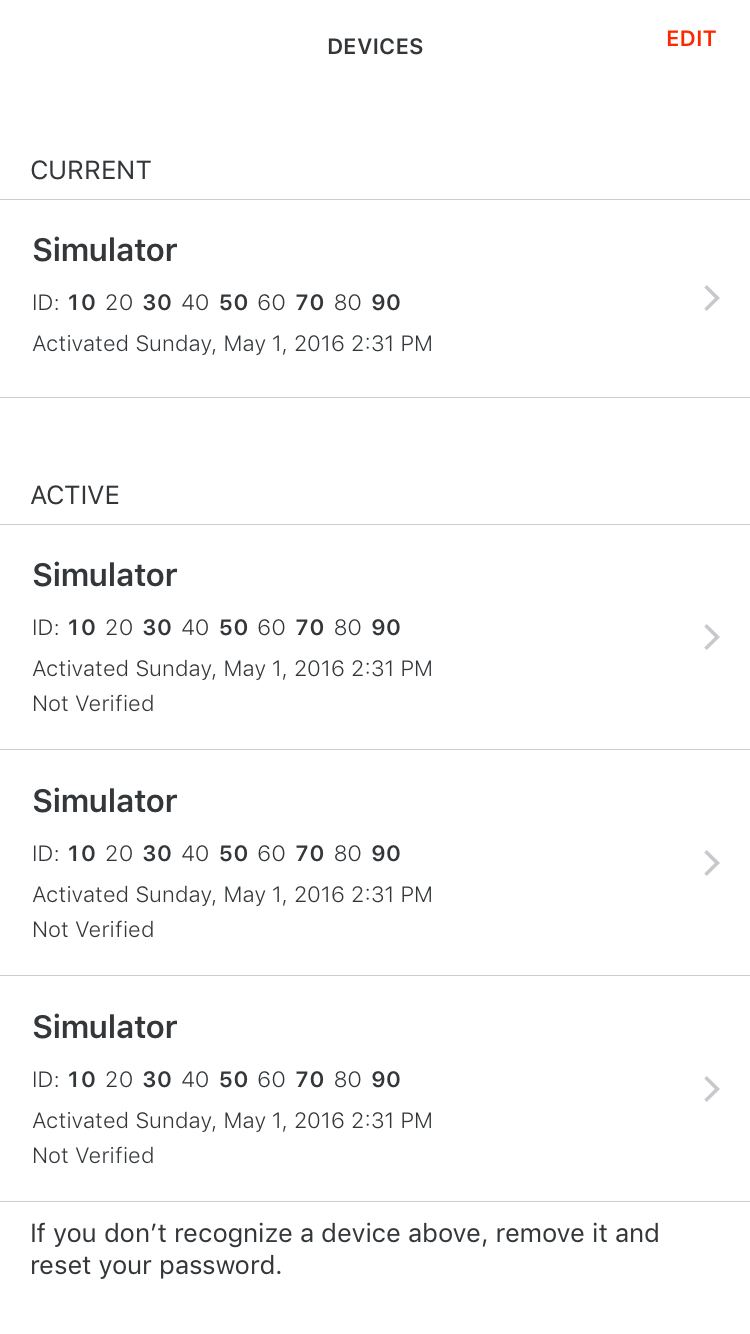 DEVICES
EDIT
CURRENT
Simulator
ID: 10 20 30 40 50 60 70 80 90
Activated Sunday, May 1, 2016 2:31 PM
ACTIVE
Simulator
ID: 10 20 30 40 50 60 70 80 90
Activated Sunday, May 1, 2016 2:31 PM
Not Verified
Simulator
ID: 10 20 30 40 50 60 70 80 90
Activated Sunday, May 1, 2016 2:31 PM
Not Verified
Simulator
ID: 10 20 30 40 50 60 70 80 90
Activated Sunday, May 1, 2016 2:31 PM
Not Verified
If you don’t recognize a device above, remove it and
reset your password.